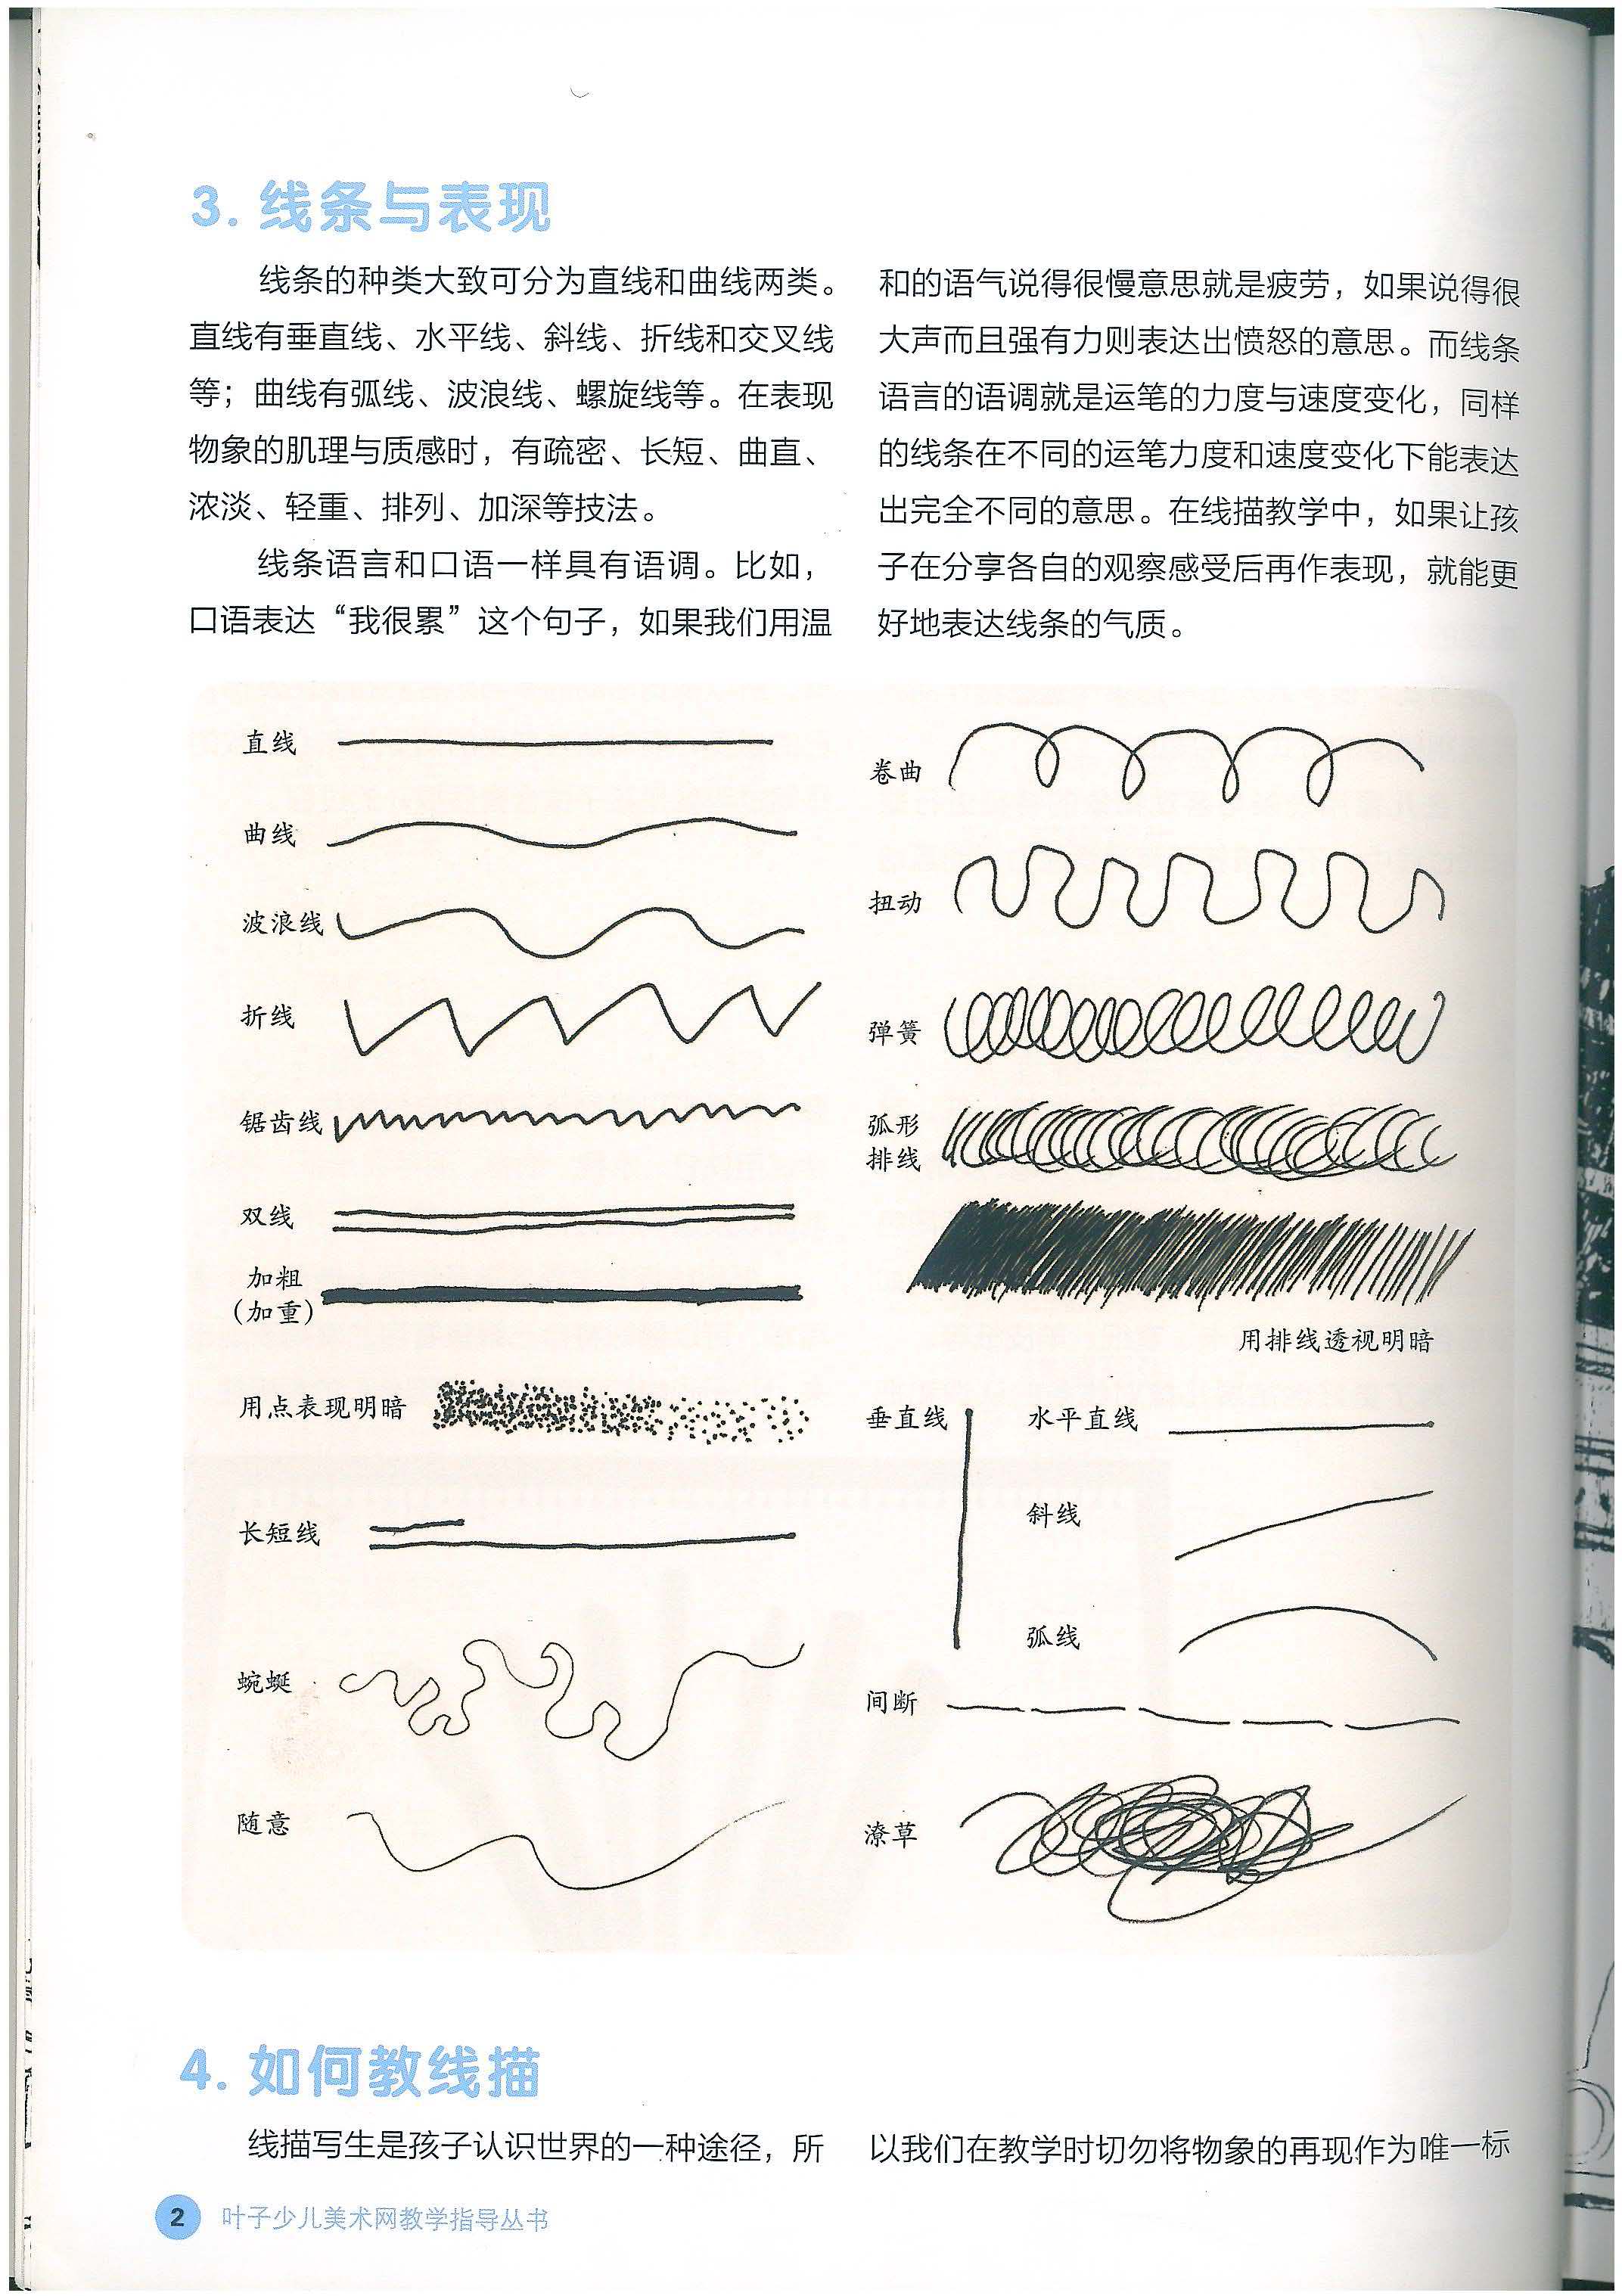 3. 线条与表现
线条的种类大致可分为直线和曲线两类。
直线有垂直线、水平线、斜线、折线和交叉线
等；曲线有弧线、波浪线、螺旋线等。在表现
物象的肌理与质感时，有疏密、长短、曲直、
浓淡、轻重、排列、加深等技法。
线条语言和口语一样具有语调。比如，
口语表达“我很累”这个句子，如果我们用温
和的语气说得很慢意思就是疲劳，如果说得很
大声而且强有力则表达出愤怒的意思。而线条
语言的语调就是运笔的力度与速度变化，同样
的线条在不同的运笔力度和速度变化下能表达
出完全不同的意思。在线描教学中，如果让孩
子在分享各自的观察感受后再作表现，就能更
好地表达线条的气质。
直线
曲线
波浪线
折线
锯齿线
双线
加粗
（加重）
用点表现明暗
长短线
蜿蜒
随意
卷曲
扭动
弹簧
弧形
排线
用排线透视明暗
垂直线
水平直线
斜线
弧线
间断
潦草
4. 如何教线描
线描写生是孩子认识世界的一种途径，所
以我们在教学时切勿将物象的再现作为唯一标
2 叶子少儿美术网教学指导丛书